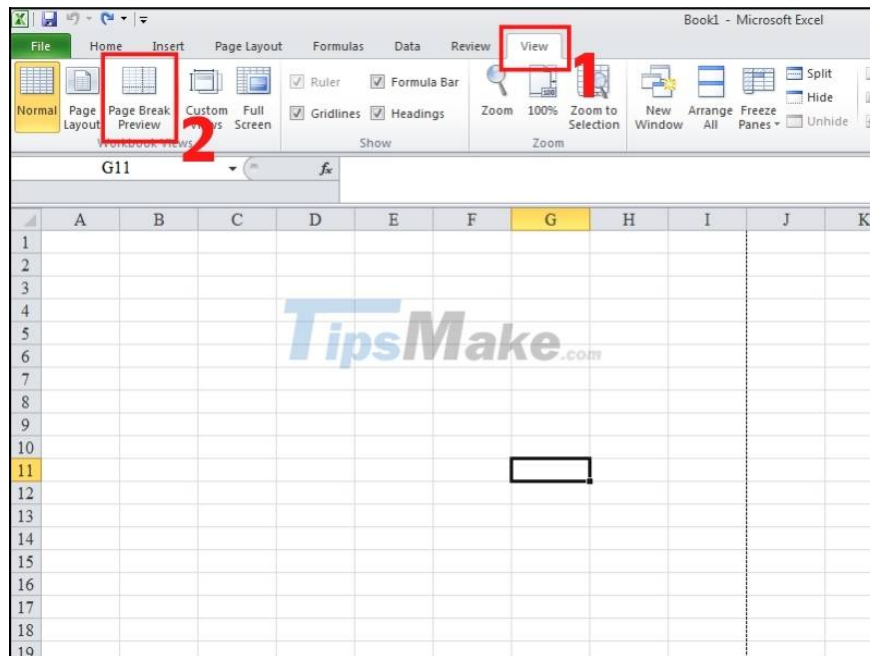 Book1 - Microsoft Excel
File Home Insert Page Layout Formulas Data Review View
1
Normal Page Layout Page Break Preview Custom Views Full Screen
2
Workbook Views
Ruler Formula Bar
Gridlines Headings
Show
Zoom 100% Zoom to Selection
Zoom
New Window Arrange All Freeze Panes
Split
Hide
Unhide
G11 fx
A B C D E F G H I J K
1
2
3
4
5
6
7
8
9
10
11
12
13
14
15
16
17
18
19
TipsMake.com